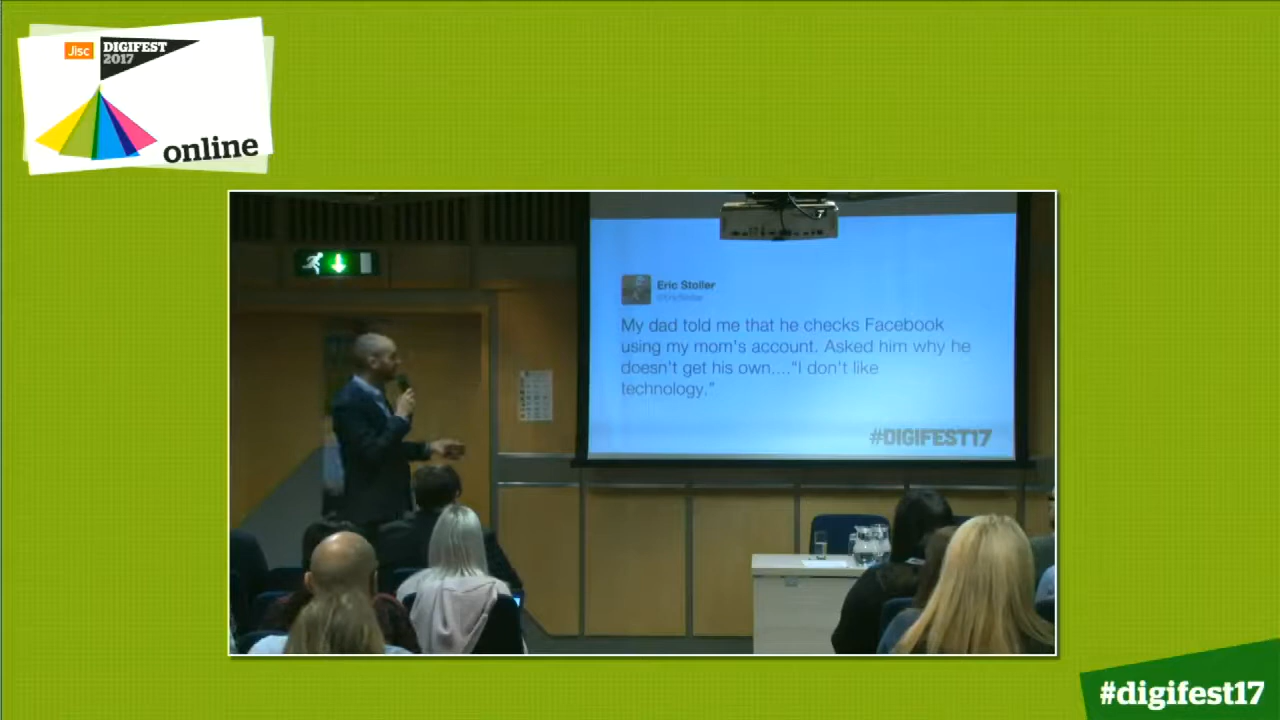 Jisc
DIGIFEST
2017
online
Eric Stoller
My dad told me that he checks Facebook
using my mom's account. Asked him why he
doesn't get his own...."I don't like
technology."
#DIGIFEST17
#digifest17